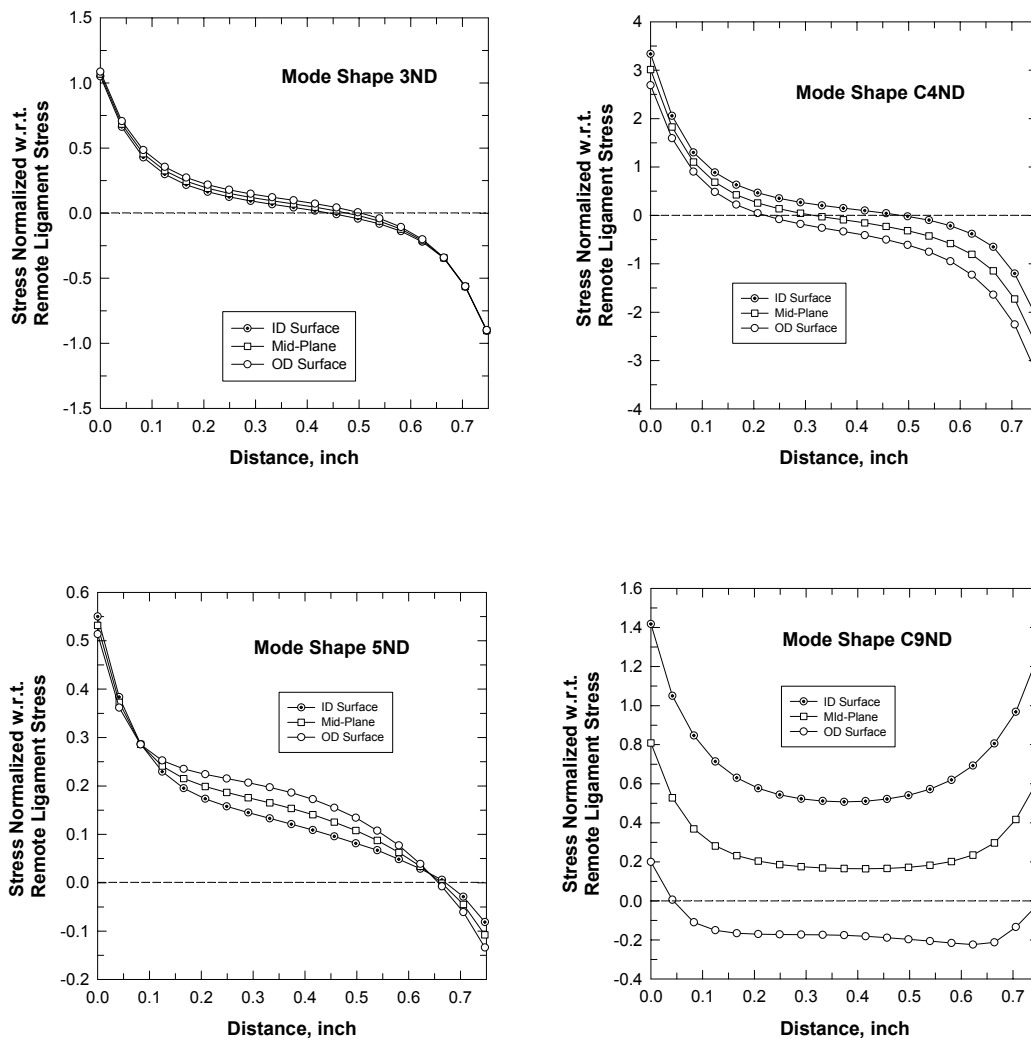 Mode Shape 3ND
Stress Normalized w.r.t.
Remote Ligament Stress
1.5
1.0
0.5
0.0
-0.5
-1.0
-1.5
ID Surface
Mid-Plane
OD Surface
0.0 0.1 0.2 0.3 0.4 0.5 0.6 0.7
Distance, inch
Mode Shape C4ND
Stress Normalized w.r.t.
Remote Ligament Stress
4
3
2
1
0
-1
-2
-3
-4
ID Surface
Mid-Plane
OD Surface
0.0 0.1 0.2 0.3 0.4 0.5 0.6 0.7
Distance, inch
Mode Shape 5ND
Stress Normalized w.r.t.
Remote Ligament Stress
0.6
0.5
0.4
0.3
0.2
0.1
0.0
-0.1
-0.2
ID Surface
Mid-Plane
OD Surface
0.0 0.1 0.2 0.3 0.4 0.5 0.6 0.7
Distance, inch
Mode Shape C9ND
Stress Normalized w.r.t.
Remote Ligament Stress
1.6
1.4
1.2
1.0
0.8
0.6
0.4
0.2
0.0
-0.2
-0.4
ID Surface
Mid-Plane
OD Surface
0.0 0.1 0.2 0.3 0.4 0.5 0.6 0.7
Distance, inch